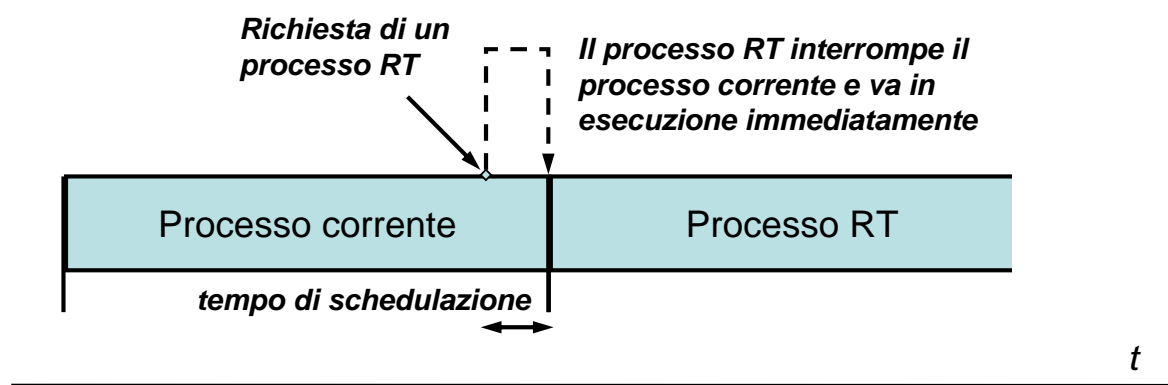 Richiesta di un
processo RT
Il processo RT interrompe il
processo corrente e va in
esecuzione immediatamente
Processo corrente
Processo RT
tempo di schedulazione
t